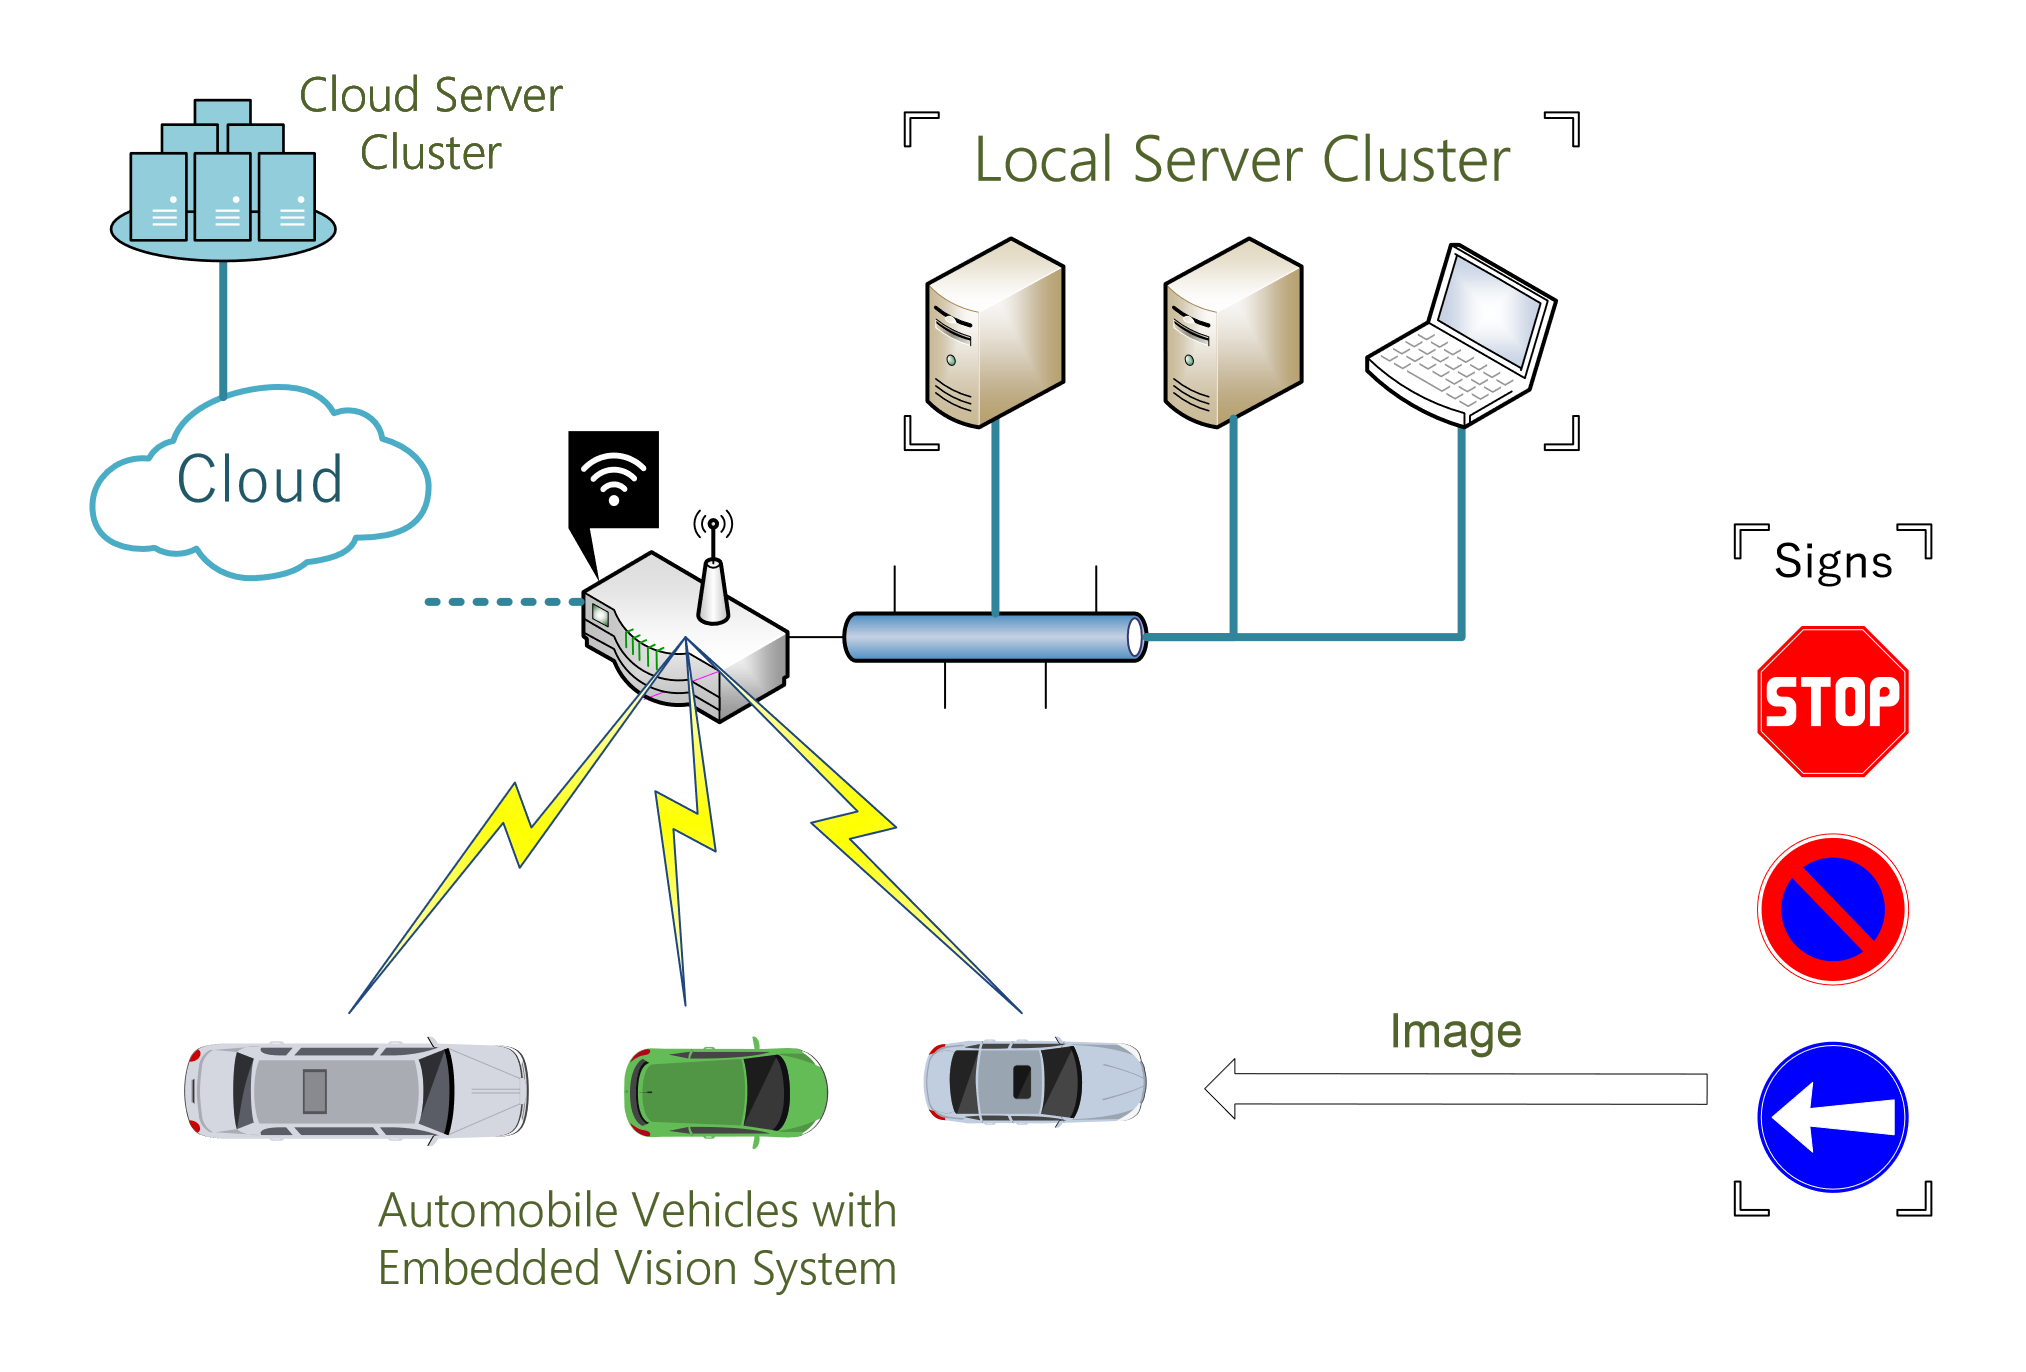 Cloud Server
Cluster
Local Server Cluster
Cloud
Signs
STOP
Image
Automobile Vehicles with
Embedded Vision System